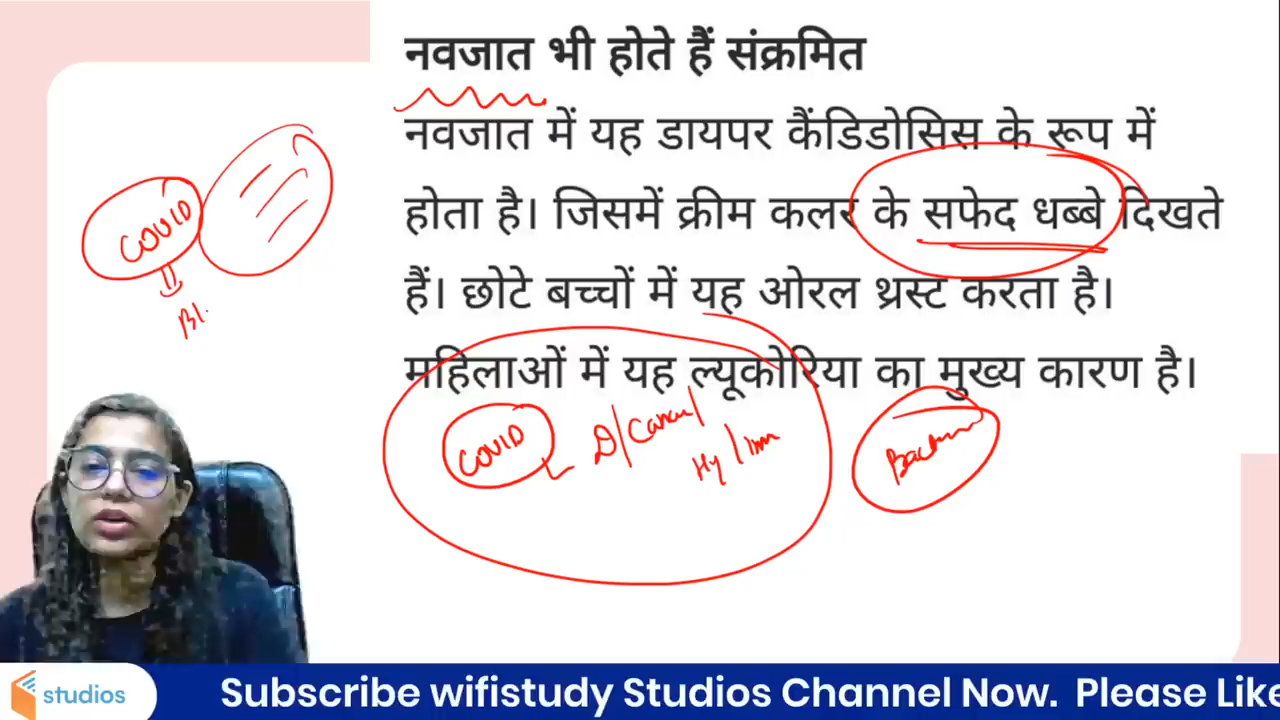 नवजात भी होते हैं संक्रमित
नवजात में यह डायपर कैंडिडोसिस के रूप में
होता है। जिसमें क्रीम कलर के सफेद धब्बे दिखते
हैं। छोटे बच्चों में यह ओरल थ्रस्ट करता है।
महिलाओं में यह ल्यूकोरिया का मुख्य कारण है।
COVID
Bl.
COVID
studios
Subscribe wifistudy Studios Channel Now. Please Like